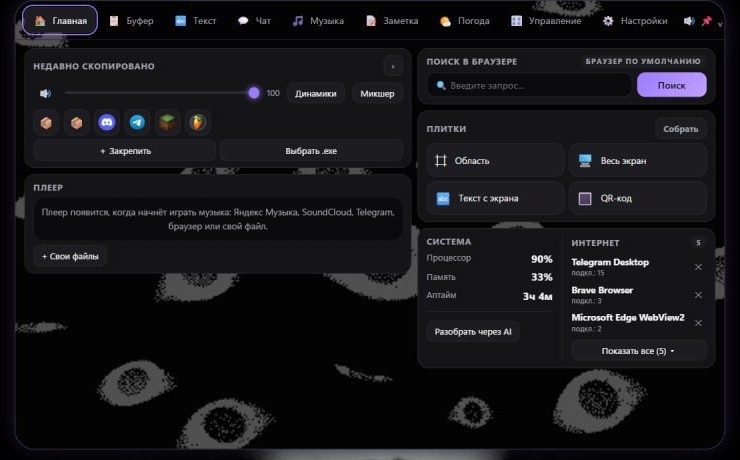 Главная
Буфер
Текст
Чат
Музыка
Заметка
Погода
Управление
Настройки
НЕДАВНО СКОПИРОВАНО
100
Динамики
Микшер
+ Закрепить
Выбрать .exe
ПЛЕЕР
Плеер появится, когда начнёт играть музыка: Яндекс Музыка, SoundCloud, Telegram,
браузер или свой файл.
+ Свои файлы
ПОИСК В БРАУЗЕРЕ
БРАУЗЕР ПО УМОЛЧАНИЮ
Введите запрос...
Поиск
ПЛИТКИ
Собрать
Область
Весь экран
abc
Текст с экрана
QR-код
СИСТЕМА
Процессор 90%
Память 33%
Аптайм 3ч 4м
Разобрать через AI
ИНТЕРНЕТ
5
Telegram Desktop
подкл.: 15
Brave Browser
подкл.: 3
Microsoft Edge WebView2
подкл.: 2
Показать все (5)